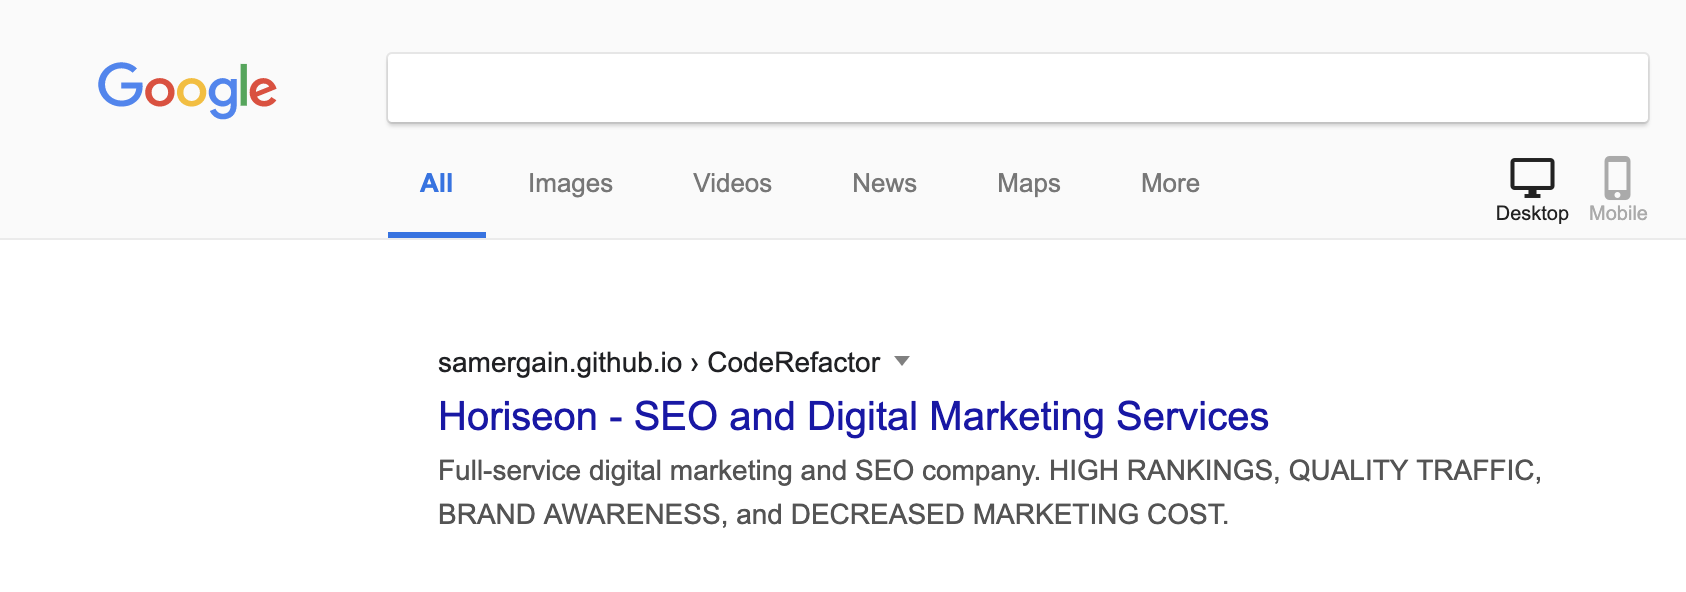 Google
All Images Videos News Maps More
Desktop Mobile
samergain.github.io › CodeRefactor
Horiseon - SEO and Digital Marketing Services
Full-service digital marketing and SEO company. HIGH RANKINGS, QUALITY TRAFFIC,
BRAND AWARENESS, and DECREASED MARKETING COST.